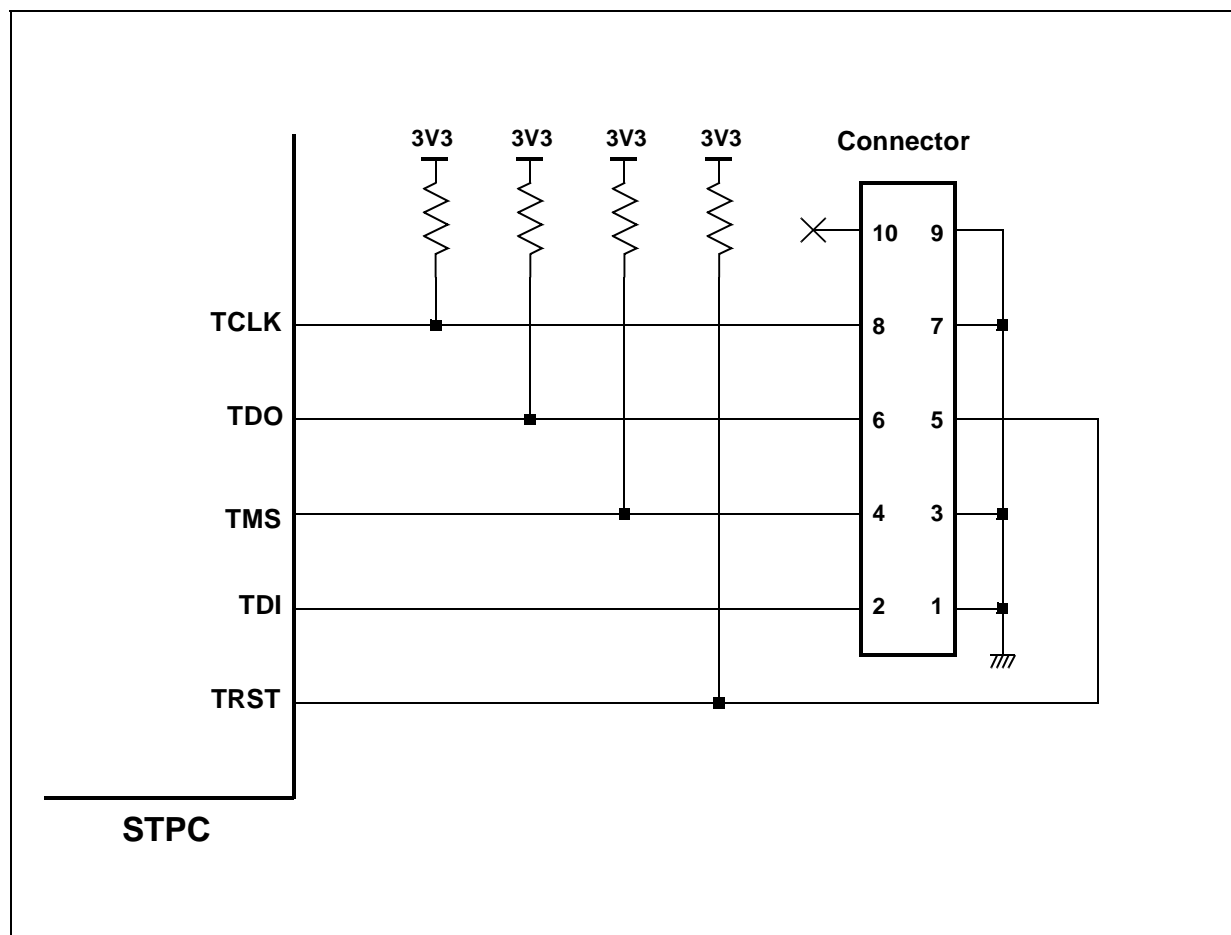 3V3 3V3 3V3 3V3
Connector
10 9
TCLK 8 7
TDO 6 5
TMS 4 3
TDI 2 1
TRST
STPC